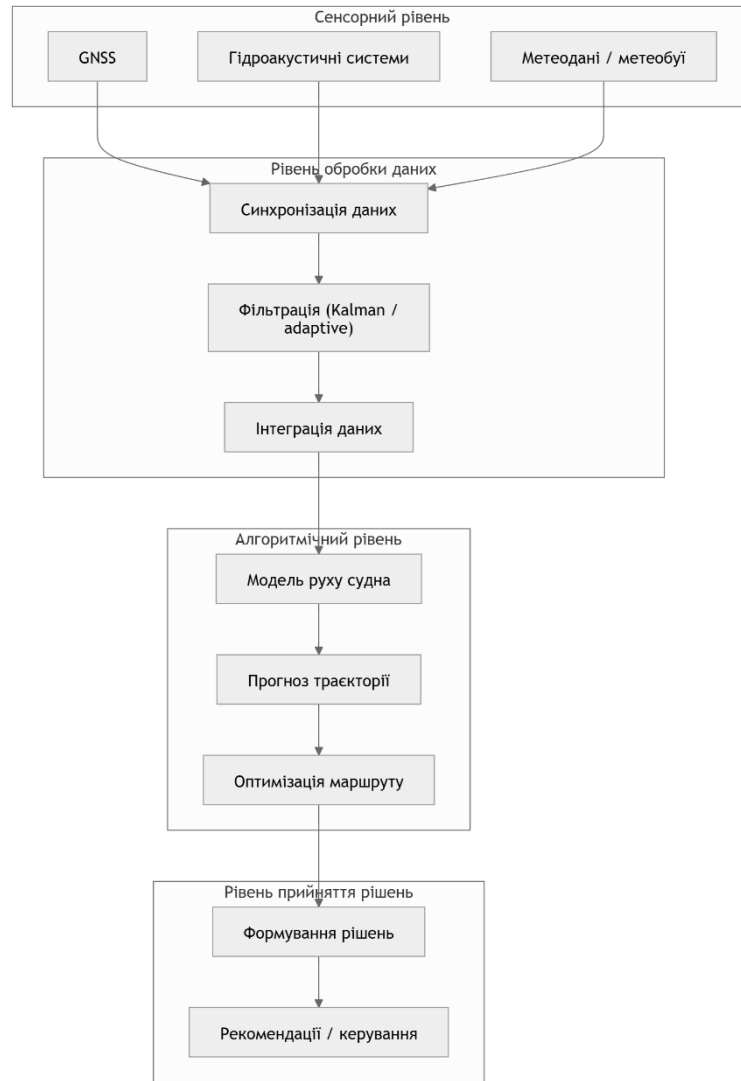 Сенсорний рівень
GNSS
Гідроакустичні системи
Метеодані / метеобуї
Рівень обробки даних
Синхронізація даних
Фільтрація (Kalman /
adaptive)
Інтеграція даних
Алгоритмічний рівень
Модель руху судна
Прогноз траєкторії
Оптимізація маршруту
Рівень прийняття рішень
Формування рішень
Рекомендації / керування